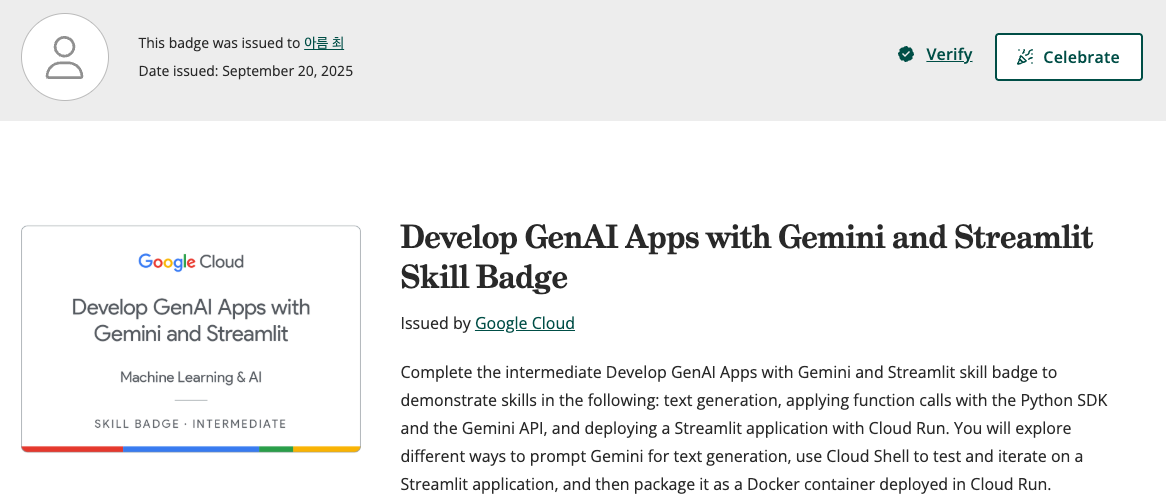 This badge was issued to 아름 최
Date issued: September 20, 2025
Verify
Celebrate
Google Cloud
Develop GenAI Apps with
Gemini and Streamlit
Machine Learning & AI
SKILL BADGE · INTERMEDIATE
Develop GenAI Apps with Gemini and Streamlit
Skill Badge
Issued by Google Cloud
Complete the intermediate Develop GenAI Apps with Gemini and Streamlit skill badge to
demonstrate skills in the following: text generation, applying function calls with the Python SDK
and the Gemini API, and deploying a Streamlit application with Cloud Run. You will explore
different ways to prompt Gemini for text generation, use Cloud Shell to test and iterate on a
Streamlit application, and then package it as a Docker container deployed in Cloud Run.